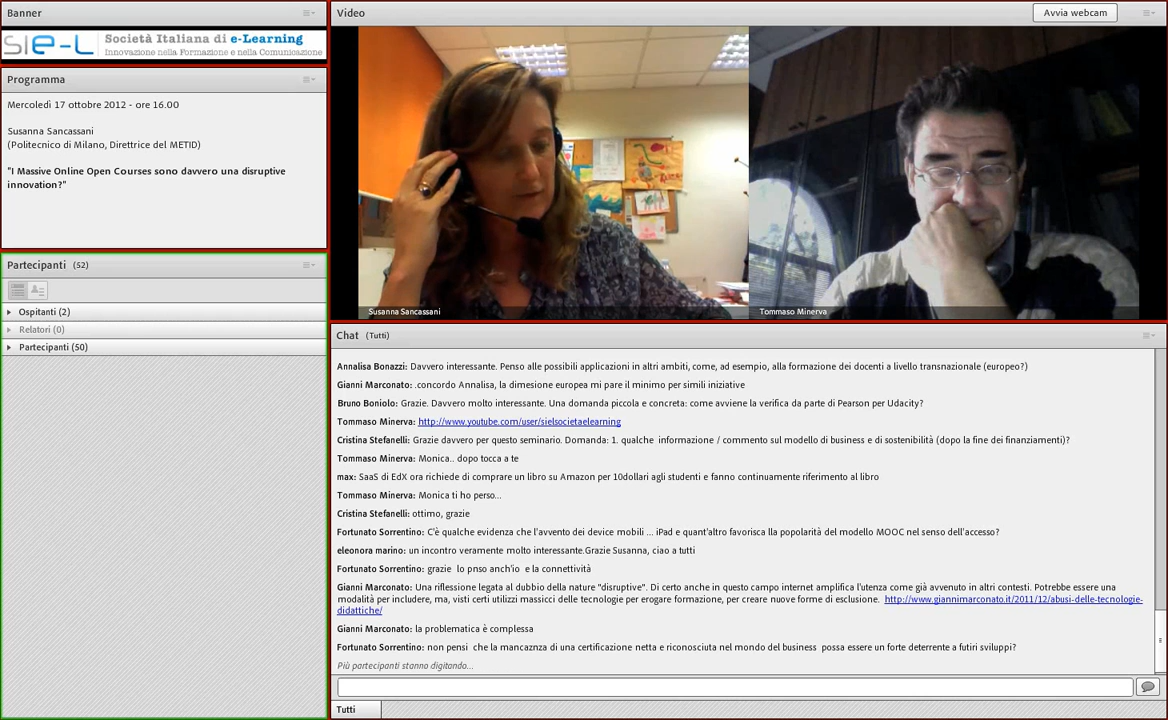 Banner
SIe-L Società Italiana di e-Learning
Innovazione nella Formazione e nella Comunicazione
Programma
Mercoledì 17 ottobre 2012 - ore 16.00
Susanna Sancassani
(Politecnico di Milano, Direttrice del METID)
"I Massive Online Open Courses sono davvero una disruptive
innovazione?"
Partecipanti (52)
Ospitanti (2)
Relatori (0)
Partecipanti (50)
Video
Avvia webcam
Susanna Sancassani
Tommaso Minerva
Chat (Tutti)
Annalisa Bonazzi: Davvero interessante. Penso alle possibili applicazioni in altri ambiti, come, ad esempio, alla formazione dei docenti a livello transnazionale (europeo?)
Gianni Marconato: .concordo Annalisa, la dimesione europea mi pare il minimo per simili iniziative
Bruno Boniolo: Grazie. Davvero molto interessante. Una domanda piccola e concreta: come avviene la verifica da parte di Pearson per Udacity?
Tommaso Minerva: http://www.youtube.com/user/sielsocietaelearning
Cristina Stefanelli: Grazie davvero per questo seminario. Domanda: 1. qualche informazione / commento sul modello di business e di sostenibilità (dopo la fine dei finanziamenti)?
Tommaso Minerva: Monica.. dopo tocca a te
max: SaaS di EdX ora richiede di comprare un libro su Amazon per 10dollari agli studenti e fanno continuamente riferimento al libro
Tommaso Minerva: Monica ti ho perso...
Cristina Stefanelli: ottimo, grazie
Fortunato Sorrentino: C'è qualche evidenza che l'avvento dei device mobili ... iPad e quant'altro favorisca lla popolarità del modello MOOC nel senso dell'accesso?
eleonora marino: un incontro veramente molto interessante.Grazie Susanna, ciao a tutti
Fortunato Sorrentino: grazie lo pnso anch'io e la connettività
Gianni Marconato: Una riflessione legata al dubbio della nature "disruptive". Di certo anche in questo campo internet amplifica l'utenza come già avvenuto in altri contesti. Potrebbe essere una
modalità per includere, ma, visti certi utilizzi massicci delle tecnologie per erogare formazione, per creare nuove forme di esclusione. http://www.giannimarconato.it/2011/12/abusi-delle-tecnologie-
didattiche/
Gianni Marconato: la problematica è complessa
Fortunato Sorrentino: non pensi che la mancaznza di una certificazione netta e riconosciuta nel mondo del business possa essere un forte deterrente a futiri sviluppi?
Più partecipanti stanno digitando...
Tutti